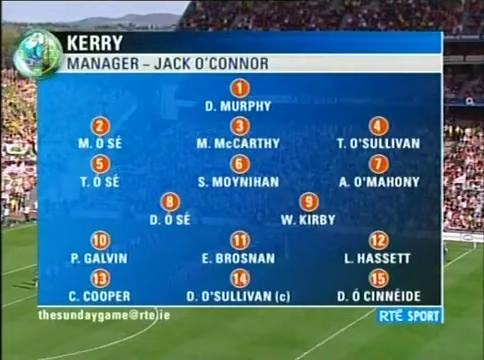 KERRY
MANAGER – JACK O'CONNOR
1
D. MURPHY
2 3 4
M. Ó SÉ M. McCARTHY T. O'SULLIVAN
5 6 7
T. Ó SÉ S. MOYNIHAN A. O'MAHONY
8 9
D. Ó SÉ W. KIRBY
10 11 12
P. GALVIN E. BROSNAN L. HASSETT
13 14 15
C. COOPER D. O'SULLIVAN (c) D. Ó CINNÉIDE
thesundaygame@rte.ie RTÉ SPORT